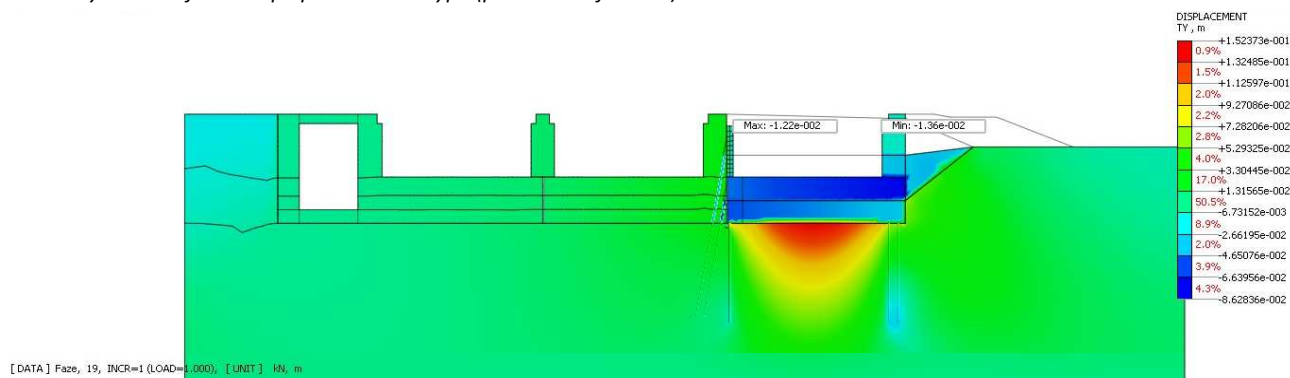 DISPLACEMENT
TY , m
+1.52373e-001
0.9%
+1.32485e-001
1.5%
+1.12597e-001
2.0%
+9.27086e-002
2.2%
+7.28206e-002
2.8%
+5.29325e-002
4.0%
+3.30445e-002
17.0%
+1.31565e-002
50.5%
-6.73152e-003
8.9%
-2.66195e-002
2.0%
-4.65076e-002
3.9%
-6.63956e-002
4.3%
-8.62836e-002
Max: -1.22e-002
Min: -1.36e-002
[ DATA ] Faze, 19, INCR=1 (LOAD=1.000), [ UNIT ] kN, m